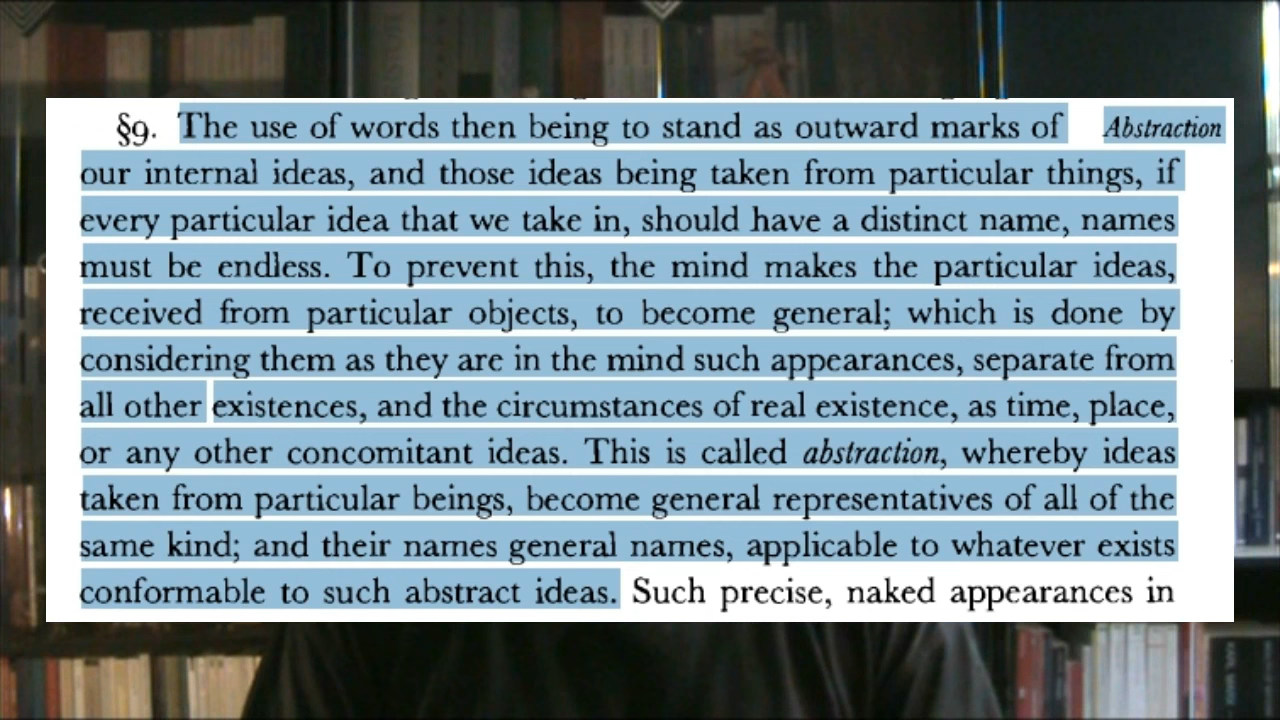 §9. The use of words then being to stand as outward marks of Abstraction
our internal ideas, and those ideas being taken from particular things, if
every particular idea that we take in, should have a distinct name, names
must be endless. To prevent this, the mind makes the particular ideas,
received from particular objects, to become general; which is done by
considering them as they are in the mind such appearances, separate from
all other existences, and the circumstances of real existence, as time, place,
or any other concomitant ideas. This is called abstraction, whereby ideas
taken from particular beings, become general representatives of all of the
same kind; and their names general names, applicable to whatever exists
conformable to such abstract ideas. Such precise, naked appearances in